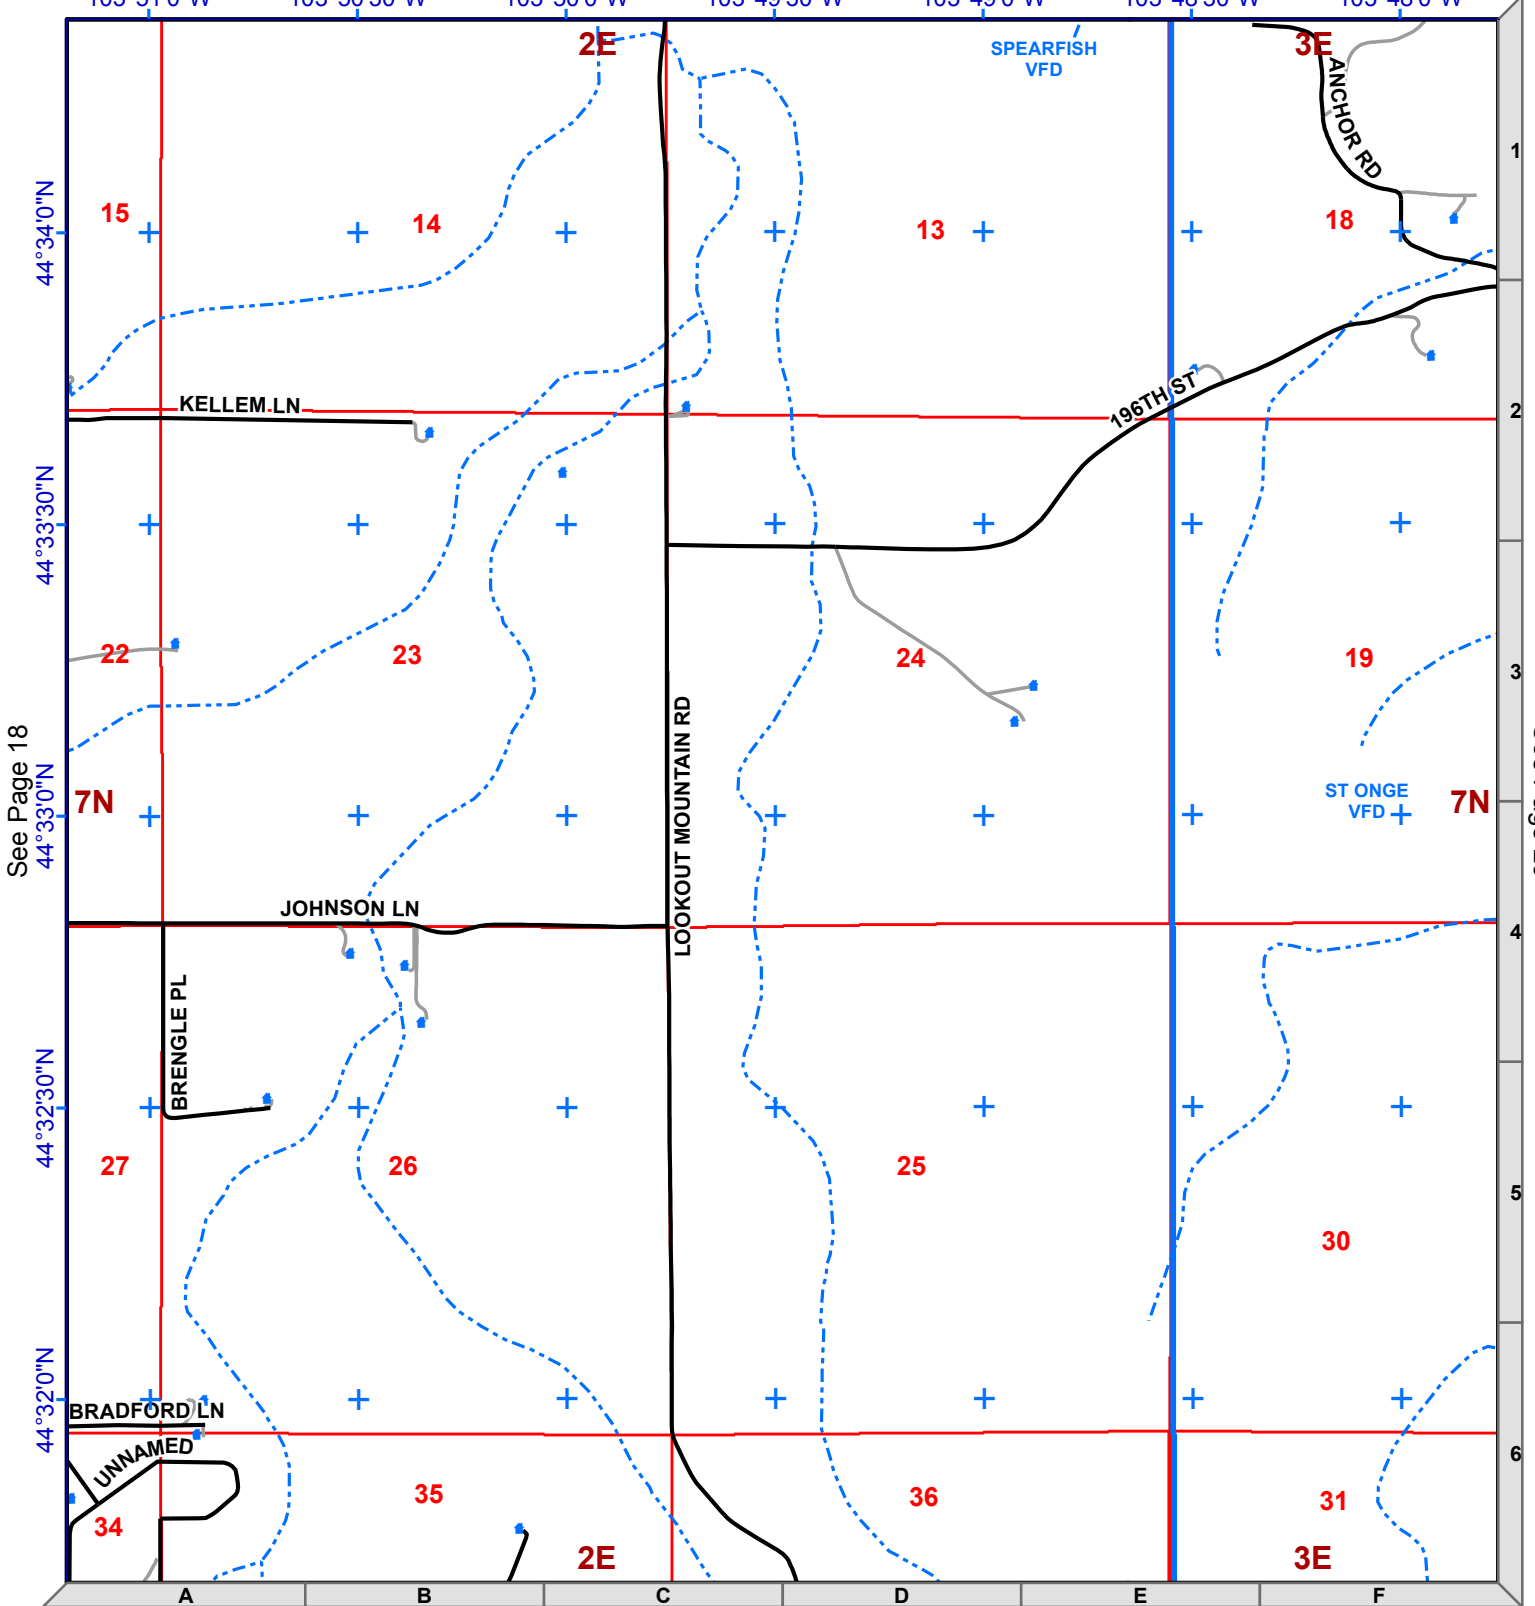 2E
SPEARFISH
VFD
3E
ANCHOR RD
1
44°34'0"N
15
14
13
18
KELLEM LN
196TH ST
2
44°33'30"N
22
23
24
19
3
See Page 18
7N
44°33'0"N
LOOKOUT MOUNTAIN RD
ST ONGE
VFD
7N
JOHNSON LN
4
BRENGLE PL
44°32'30"N
27
26
25
5
30
44°32'0"N
BRADFORD LN
UNNAMED
6
35
36
31
34
2E
3E
A
B
C
D
E
F